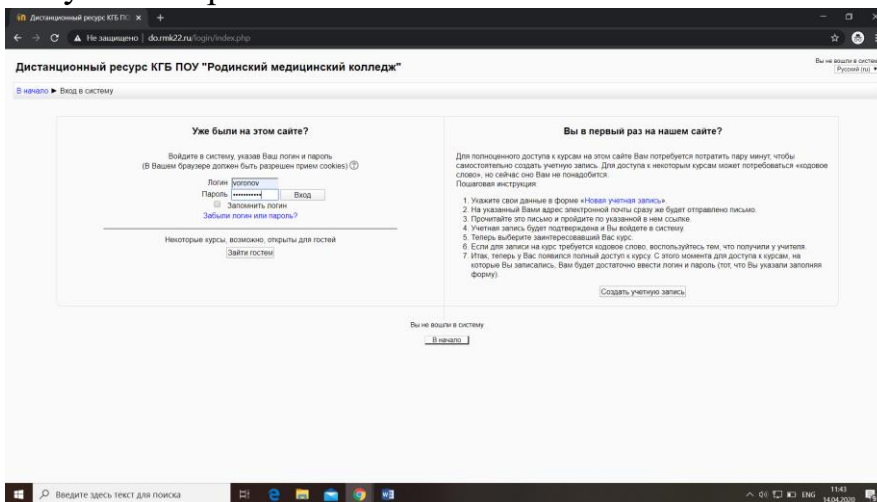 Дистанционный ресурс КГБ ПО
Не защищено | do.rmk22.ru/login/index.php
Дистанционный ресурс КГБ ПОУ "Родинский медицинский колледж"
Вы не вошли в систем
Русский (ru)
В начало ► Вход в систему
Уже были на этом сайте?
Войдите в систему, указав Ваш логин и пароль
(В Вашем браузере должен быть разрешен прием cookies)
Логин voronov
Пароль Вход
Запомнить логин
Забыли логин или пароль?
Некоторые курсы, возможно, открыты для гостей
Зайти гостем
Вы в первый раз на нашем сайте?
Для полноценного доступа к курсам на этом сайте Вам потребуется потратить пару минут, чтобы
самостоятельно создать учетную запись. Для доступа к некоторым курсам может потребоваться «кодовое
слово», но сейчас оно Вам не понадобится.
Пошаговая инструкция:
1. Укажите свои данные в форме «Новая учетная запись».
2. На указанный Вами адрес электронной почты сразу же будет отправлено письмо.
3. Прочитайте это письмо и пройдите по указанной в нем ссылке.
4. Учетная запись будет подтверждена и Вы войдете в систему.
5. Теперь выберите заинтересовавший Вас курс.
6. Если для записи на курс требуется кодовое слово, воспользуйтесь тем, что получили у учителя.
7. Итак, теперь у Вас появился полный доступ к курсу. С этого момента для доступа к курсам, на
которые Вы записались, Вам будет достаточно ввести логин и пароль (тот, что Вы указали заполняя
форму).
Создать учетную запись
Вы не вошли в систему
В начало
Введите здесь текст для поиска
ENG
11:43
14.04.2020